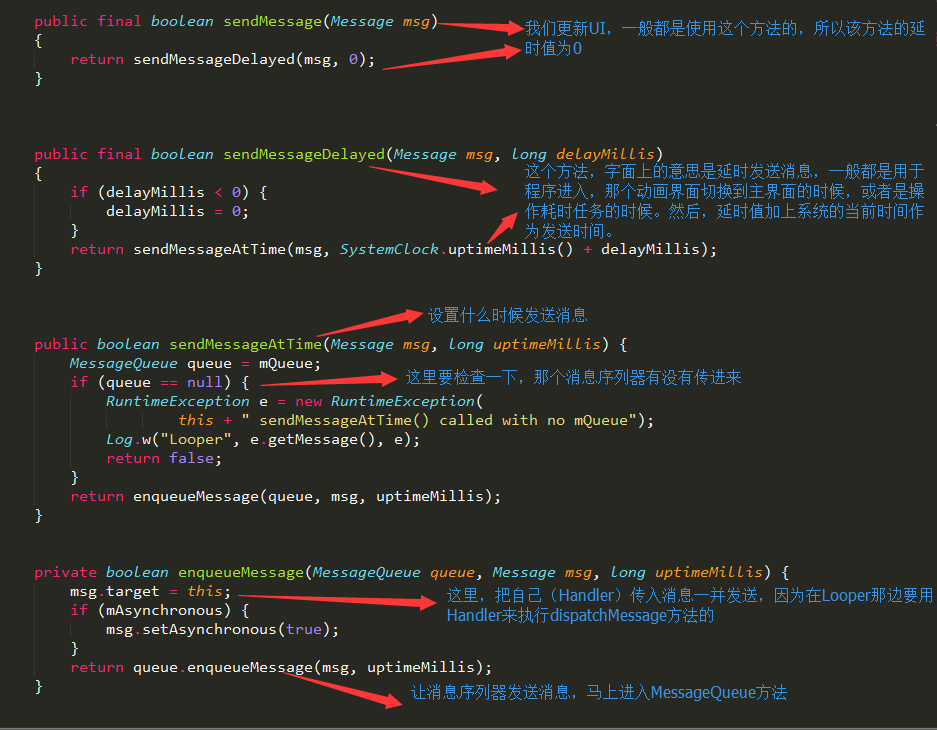 public final boolean sendMessage(Message msg)
我们更新UI，一般都是使用这个方法的，所以该方法的延
时值为0
{
return sendMessageDelayed(msg, 0);
}
public final boolean sendMessageDelayed(Message msg, long delayMillis)
这个方法，字面上的意思是延时发送消息，一般都是用于
程序进入，那个动画界面切换到主界面的时候，或者是操
作耗时任务的时候。然后，延时值加上系统的当前时间作
为发送时间。
{
if (delayMillis < 0) {
delayMillis = 0;
}
return sendMessageAtTime(msg, SystemClock.uptimeMillis() + delayMillis);
}
设置什么时候发送消息
public boolean sendMessageAtTime(Message msg, long uptimeMillis) {
MessageQueue queue = mQueue;
if (queue == null) {
这里要检查一下，那个消息序列器有没有传进来
RuntimeException e = new RuntimeException(
this + " sendMessageAtTime() called with no mQueue");
Log.w("Looper", e.getMessage(), e);
return false;
}
return enqueueMessage(queue, msg, uptimeMillis);
}
private boolean enqueueMessage(MessageQueue queue, Message msg, long uptimeMillis) {
msg.target = this;
这里，把自己（Handler）传入消息一并发送，因为在Looper那边要用
Handler来执行dispatchMessage方法的
if (mAsynchronous) {
msg.setAsynchronous(true);
}
return queue.enqueueMessage(msg, uptimeMillis);
}
让消息序列器发送消息，马上进入MessageQueue方法